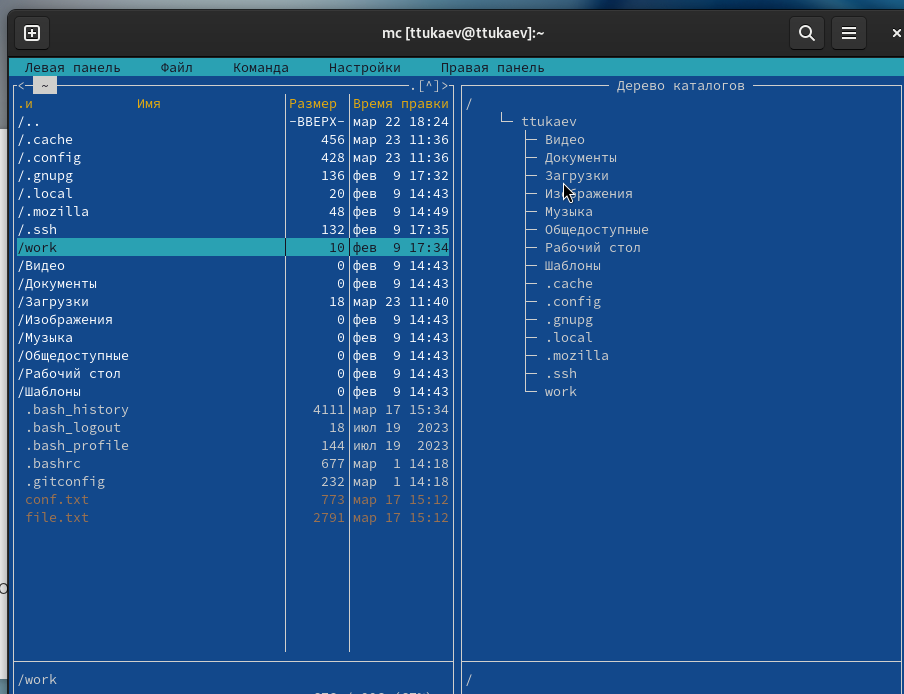 mc [ttukaev@ttukaev]:~
Левая панель Файл Команда Настройки Правая панель
<─ ~ .[^]>
.и Имя Размер Время правки
/.. -ВВЕРХ- мар 22 18:24
/.cache 456 мар 23 11:36
/.config 428 мар 23 11:36
/.gnupg 136 фев 9 17:32
/.local 20 фев 9 14:43
/.mozilla 48 фев 9 14:49
/.ssh 132 фев 9 17:35
/work 10 фев 9 17:34
/Видео 0 фев 9 14:43
/Документы 0 фев 9 14:43
/Загрузки 18 мар 23 11:40
/Изображения 0 фев 9 14:43
/Музыка 0 фев 9 14:43
/Общедоступные 0 фев 9 14:43
/Рабочий стол 0 фев 9 14:43
/Шаблоны 0 фев 9 14:43
.bash_history 4111 мар 17 15:34
.bash_logout 18 июл 19 2023
.bash_profile 144 июл 19 2023
.bashrc 677 мар 1 14:18
.gitconfig 232 мар 1 14:18
conf.txt 773 мар 17 15:12
file.txt 2791 мар 17 15:12
/work
Дерево каталогов
/
ttukaev
Видео
Документы
Загрузки
Изображения
Музыка
Общедоступные
Рабочий стол
Шаблоны
.cache
.config
.gnupg
.local
.mozilla
.ssh
work
/